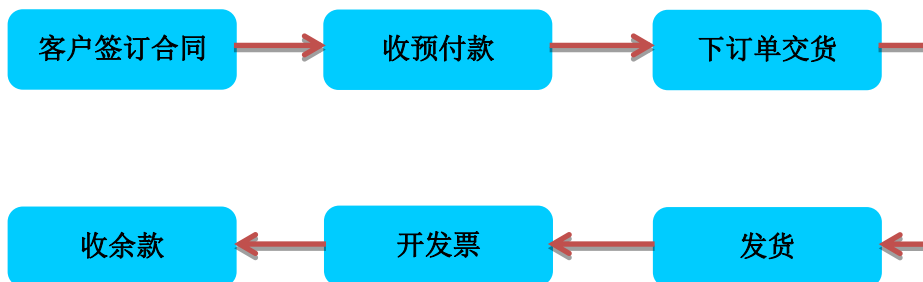 客户签订合同
收预付款
下订单交货
收余款
开发票
发货